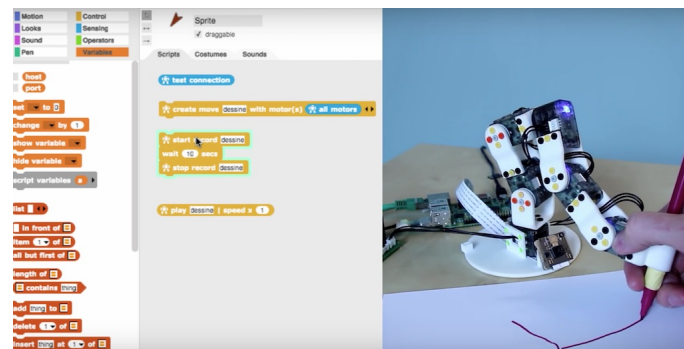 Motion
Control
Looks
Sensing
Sound
Operators
Pen
Variables
host
port
set to 0
change by 1
show variable
hide variable
script variables a
list
in front of
item 1 of
all but first of
length of
contains thing
add thing to
delete 1 of
insert thing at 1 of
Sprite
draggable
Scripts
Costumes
Sounds
test connection
create move dessine with motor(s) all motors
start record dessine
wait 10 secs
stop record dessine
play dessine | speed x 1